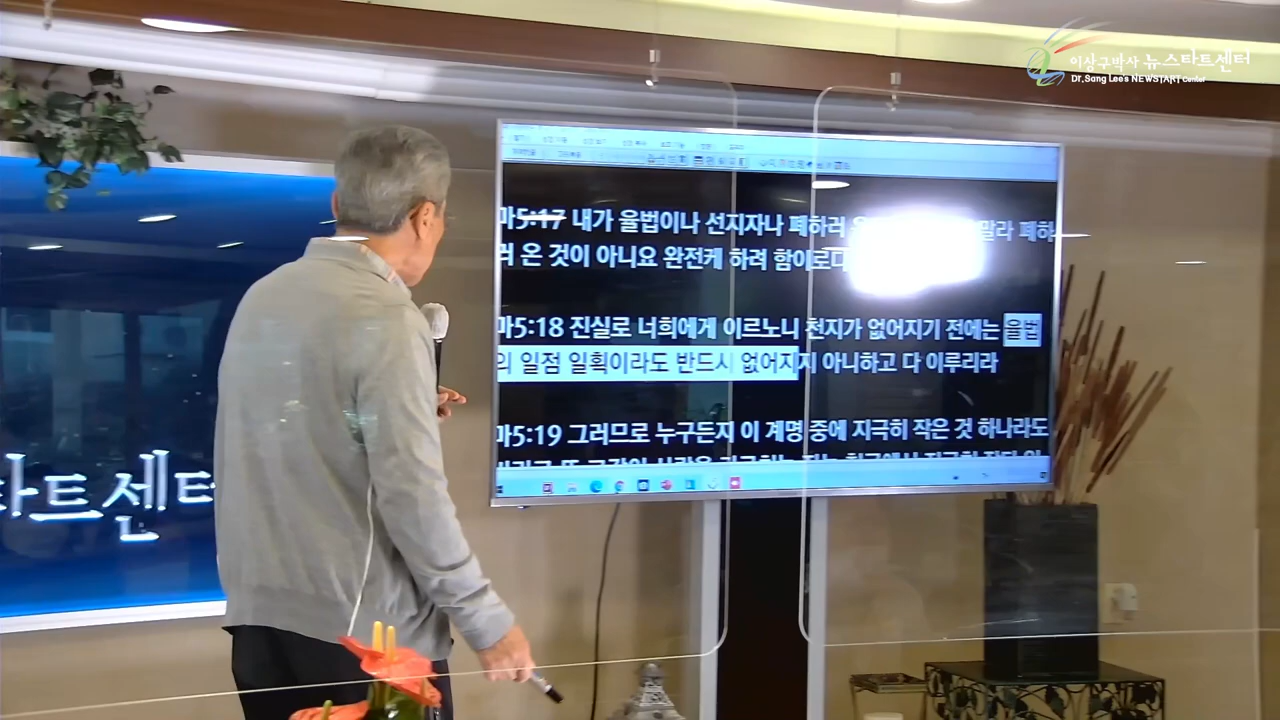 이상구박사 뉴스타트센터
Dr.Sang Lee's NEWSTART Center
마5:17 내가 율법이나 선지자나 폐하러 말라 폐하
러 온 것이 아니요 완전케 하려 함이로다
마5:18 진실로 너희에게 이르노니 천지가 없어지기 전에는 율법
의 일점 일획이라도 반드시 없어지지 아니하고 다 이루리라
마5:19 그러므로 누구든지 이 계명 중에 지극히 작은 것 하나라도
타트센터